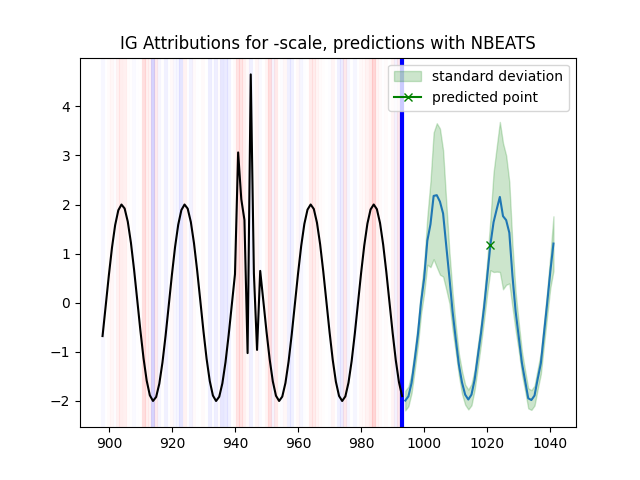 IG Attributions for -scale, predictions with NBEATS
standard deviation
predicted point
4
3
2
1
0
−1
−2
900 920 940 960 980 1000 1020 1040